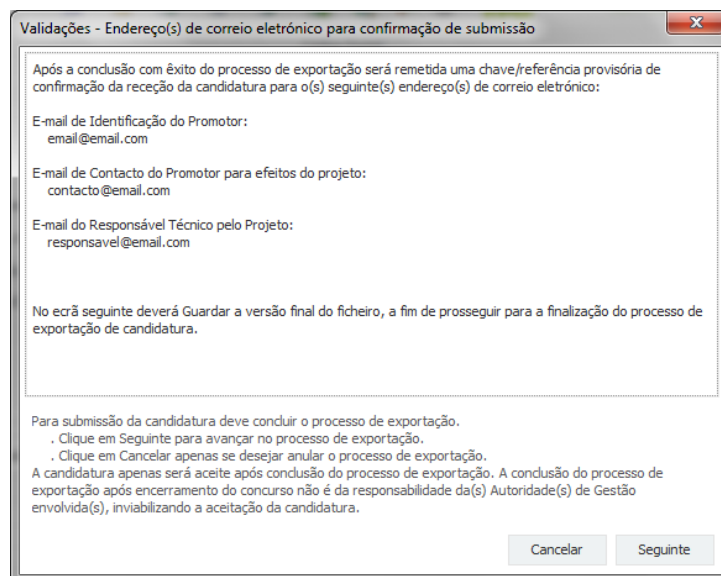 Validações - Endereço(s) de correio eletrónico para confirmação de submissão
Após a conclusão com êxito do processo de exportação será remetida uma chave/referência provisória de
confirmação da receção da candidatura para o(s) seguinte(s) endereço(s) de correio eletrónico:
E-mail de Identificação do Promotor:
email@email.com
E-mail de Contacto do Promotor para efeitos do projeto:
contacto@email.com
E-mail do Responsável Técnico pelo Projeto:
responsavel@email.com
No ecrã seguinte deverá Guardar a versão final do ficheiro, a fim de prosseguir para a finalização do processo de
exportação de candidatura.
Para submissão da candidatura deve concluir o processo de exportação.
. Clique em Seguinte para avançar no processo de exportação.
. Clique em Cancelar apenas se desejar anular o processo de exportação.
A candidatura apenas será aceite após conclusão do processo de exportação. A conclusão do processo de
exportação após encerramento do concurso não é da responsabilidade da(s) Autoridade(s) de Gestão
envolvida(s), inviabilizando a aceitação da candidatura.
Cancelar Seguinte